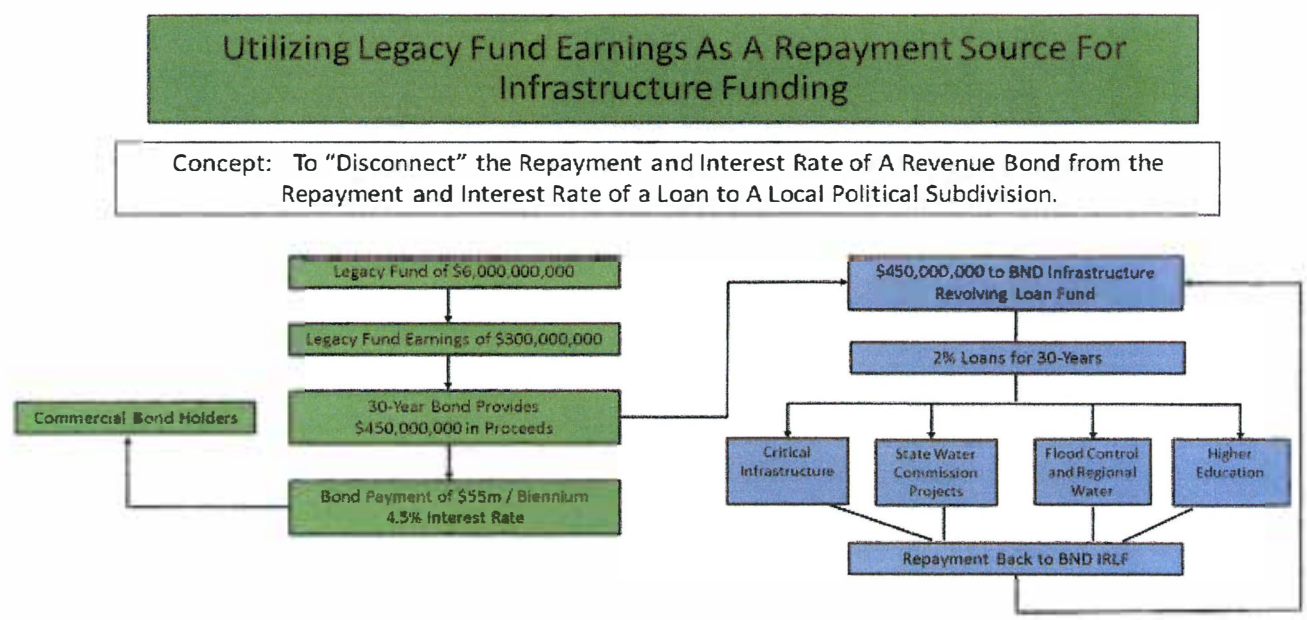 Utilizing Legacy Fund Earnings As A Repayment Source For
Infrastructure Funding
Concept: To "Disconnect" the Repayment and Interest Rate of A Revenue Bond from the
Repayment and Interest Rate of a Loan to A Local Political Subdivision.
Legacy Fund of $6,000,000,000
Legacy Fund Earnings of $300,000,000
30-Year Bond Provides
$450,000,000 in Proceeds
Commercial Bond Holders
Bond Payment of $55m / Biennium
4.5% Interest Rate
$450,000,000 to BND Infrastructure
Revolving Loan Fund
2% Loans for 30-Years
Critical
Infrastructure
State Water
Commission
Projects
Flood Control
and Regional
Water
Higher
Education
Repayment Back to BND IRLF